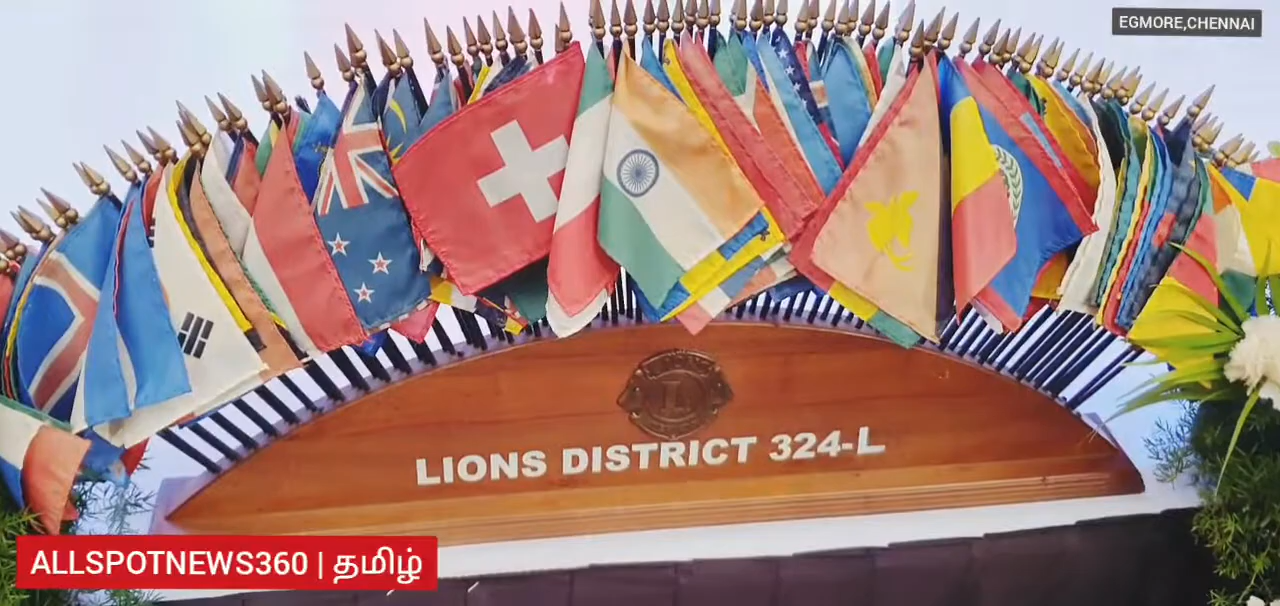 EGMORE,CHENNAI
L
LIONS DISTRICT 324-L
ALLSPOTNEWS360 | தமிழ்